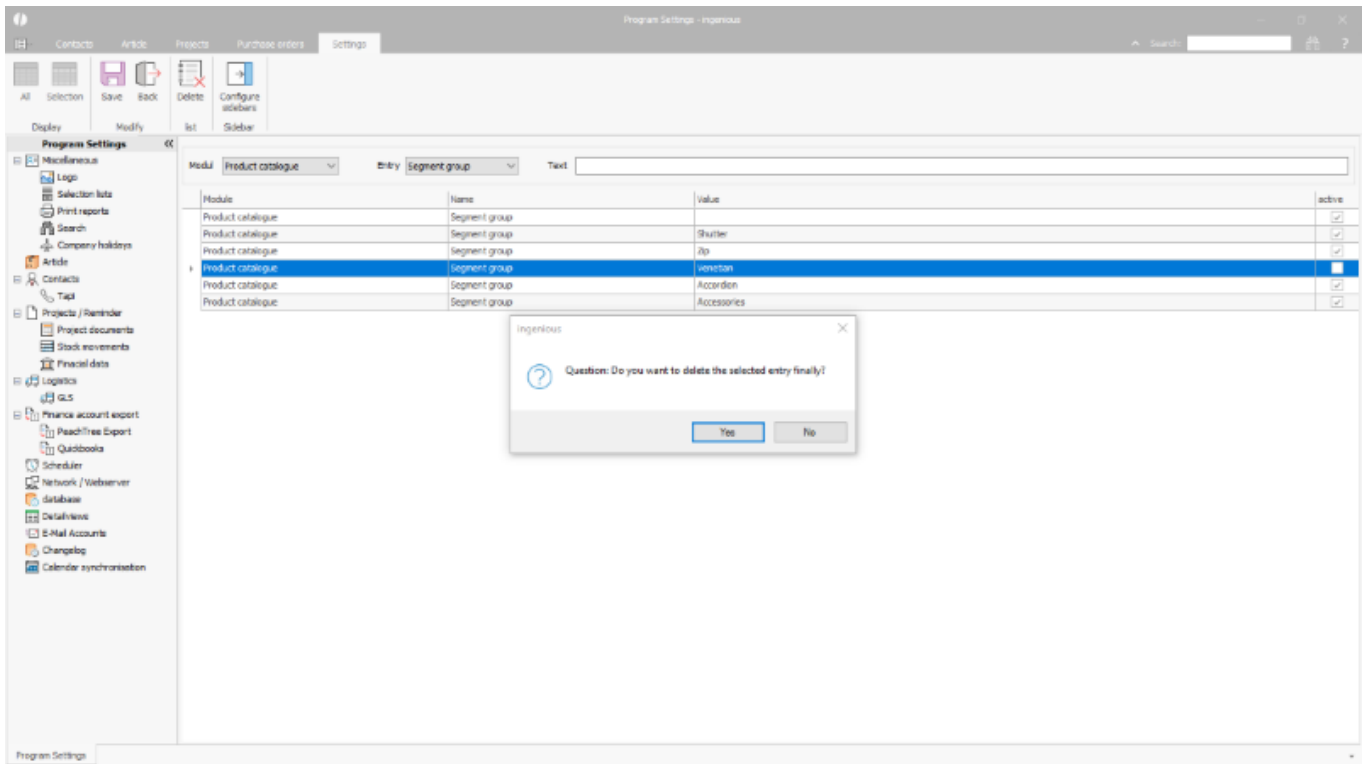 Program Settings - ingenious
Contacts Article Projects Purchase orders Settings Search: ?
All Selection Save Back Delete Configure sidebars
Display Modify list Sidebar
Program Settings
Miscellaneous
Logo
Selection lists
Print reports
Search
Company holidays
Article
Contacts
Tapi
Projects / Reminder
Project documents
Stock movements
Finaciel data
Logistics
GLS
Finance account export
PeachTree Export
Quickbooks
Scheduler
Network / Webserver
database
Detailviews
E-Mail Accounts
Changelog
Calendar synchronisation
Modul Product catalogue Entry Segment group Text
Module Name Value active
Product catalogue Segment group
Product catalogue Segment group Shutter
Product catalogue Segment group Zip
Product catalogue Segment group Venetian
Product catalogue Segment group Accordion
Product catalogue Segment group Accessories
ingenious
Question: Do you want to delete the selected entry finally?
Yes No
Program Settings